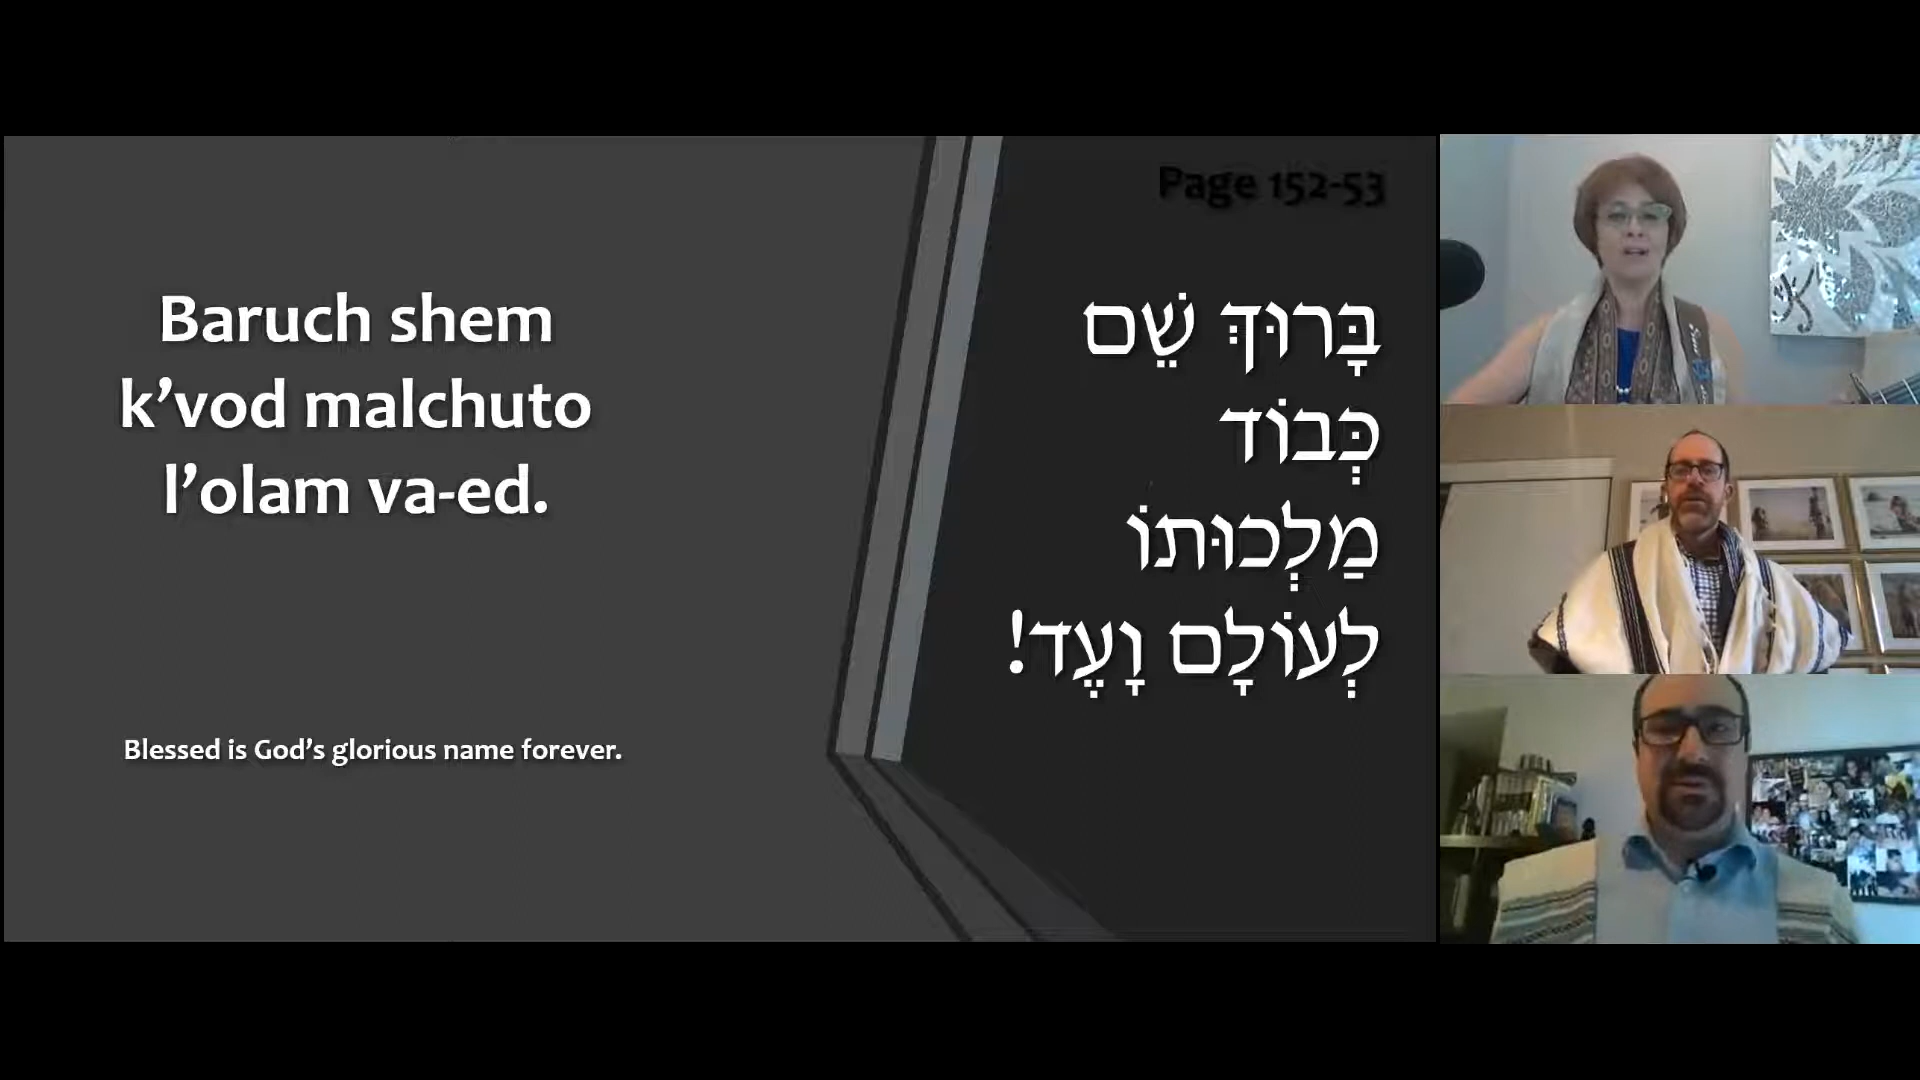 Page 152-53
Baruch shem
k’vod malchuto
l’olam va-ed.
Blessed is God’s glorious name forever.
בָּרוּךְ שֵׁם
כְּבוֹד
מַלְכוּתוֹ
לְעוֹלָם וָעֶד!